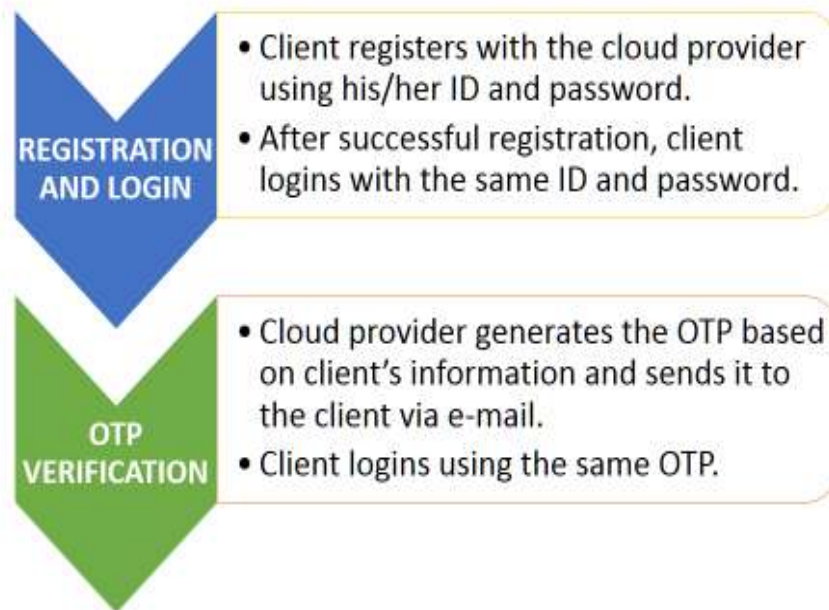 REGISTRATION
AND LOGIN
• Client registers with the cloud provider
using his/her ID and password.
• After successful registration, client
logins with the same ID and password.
OTP
VERIFICATION
• Cloud provider generates the OTP based
on client's information and sends it to
the client via e-mail.
• Client logins using the same OTP.